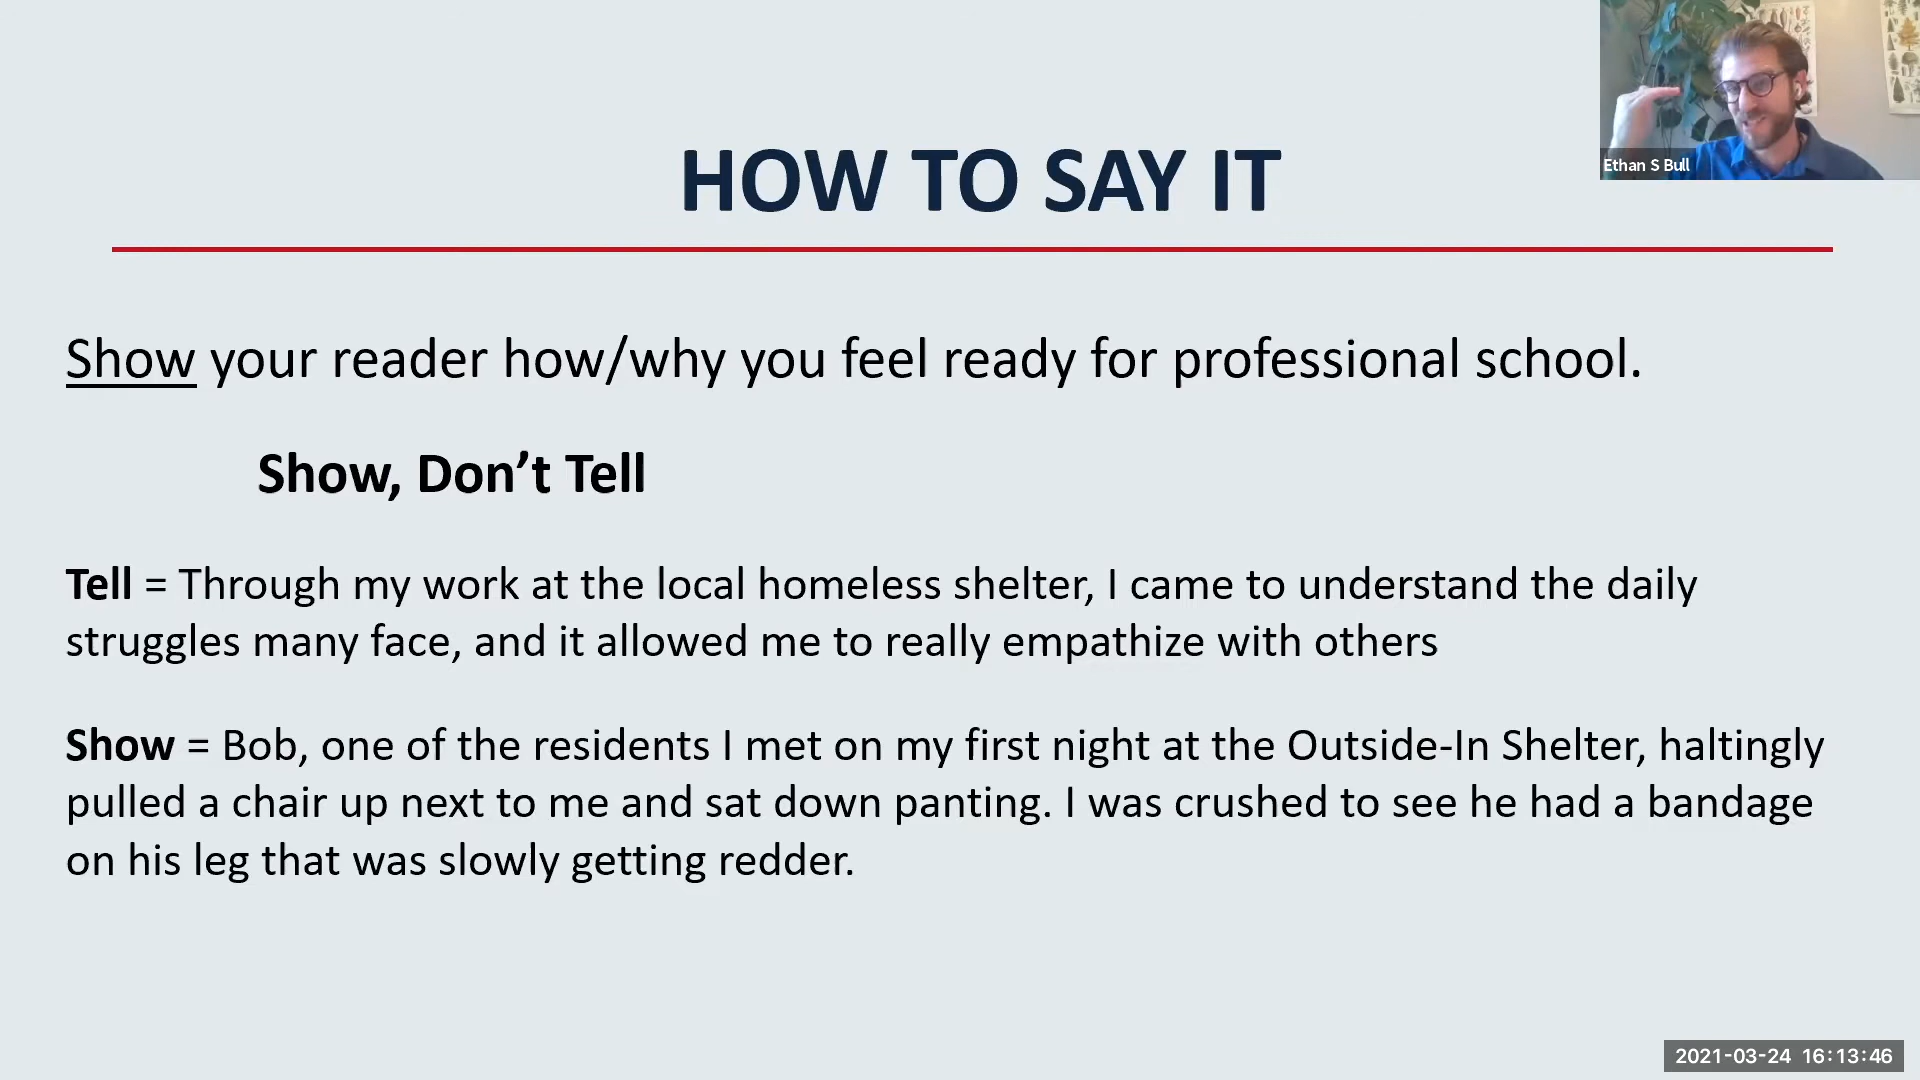 HOW TO SAY IT
Ethan S Bull
Show your reader how/why you feel ready for professional school.
Show, Don’t Tell
Tell = Through my work at the local homeless shelter, I came to understand the daily
struggles many face, and it allowed me to really empathize with others
Show = Bob, one of the residents I met on my first night at the Outside-In Shelter, haltingly
pulled a chair up next to me and sat down panting. I was crushed to see he had a bandage
on his leg that was slowly getting redder.
2021-03-24 16:13:46